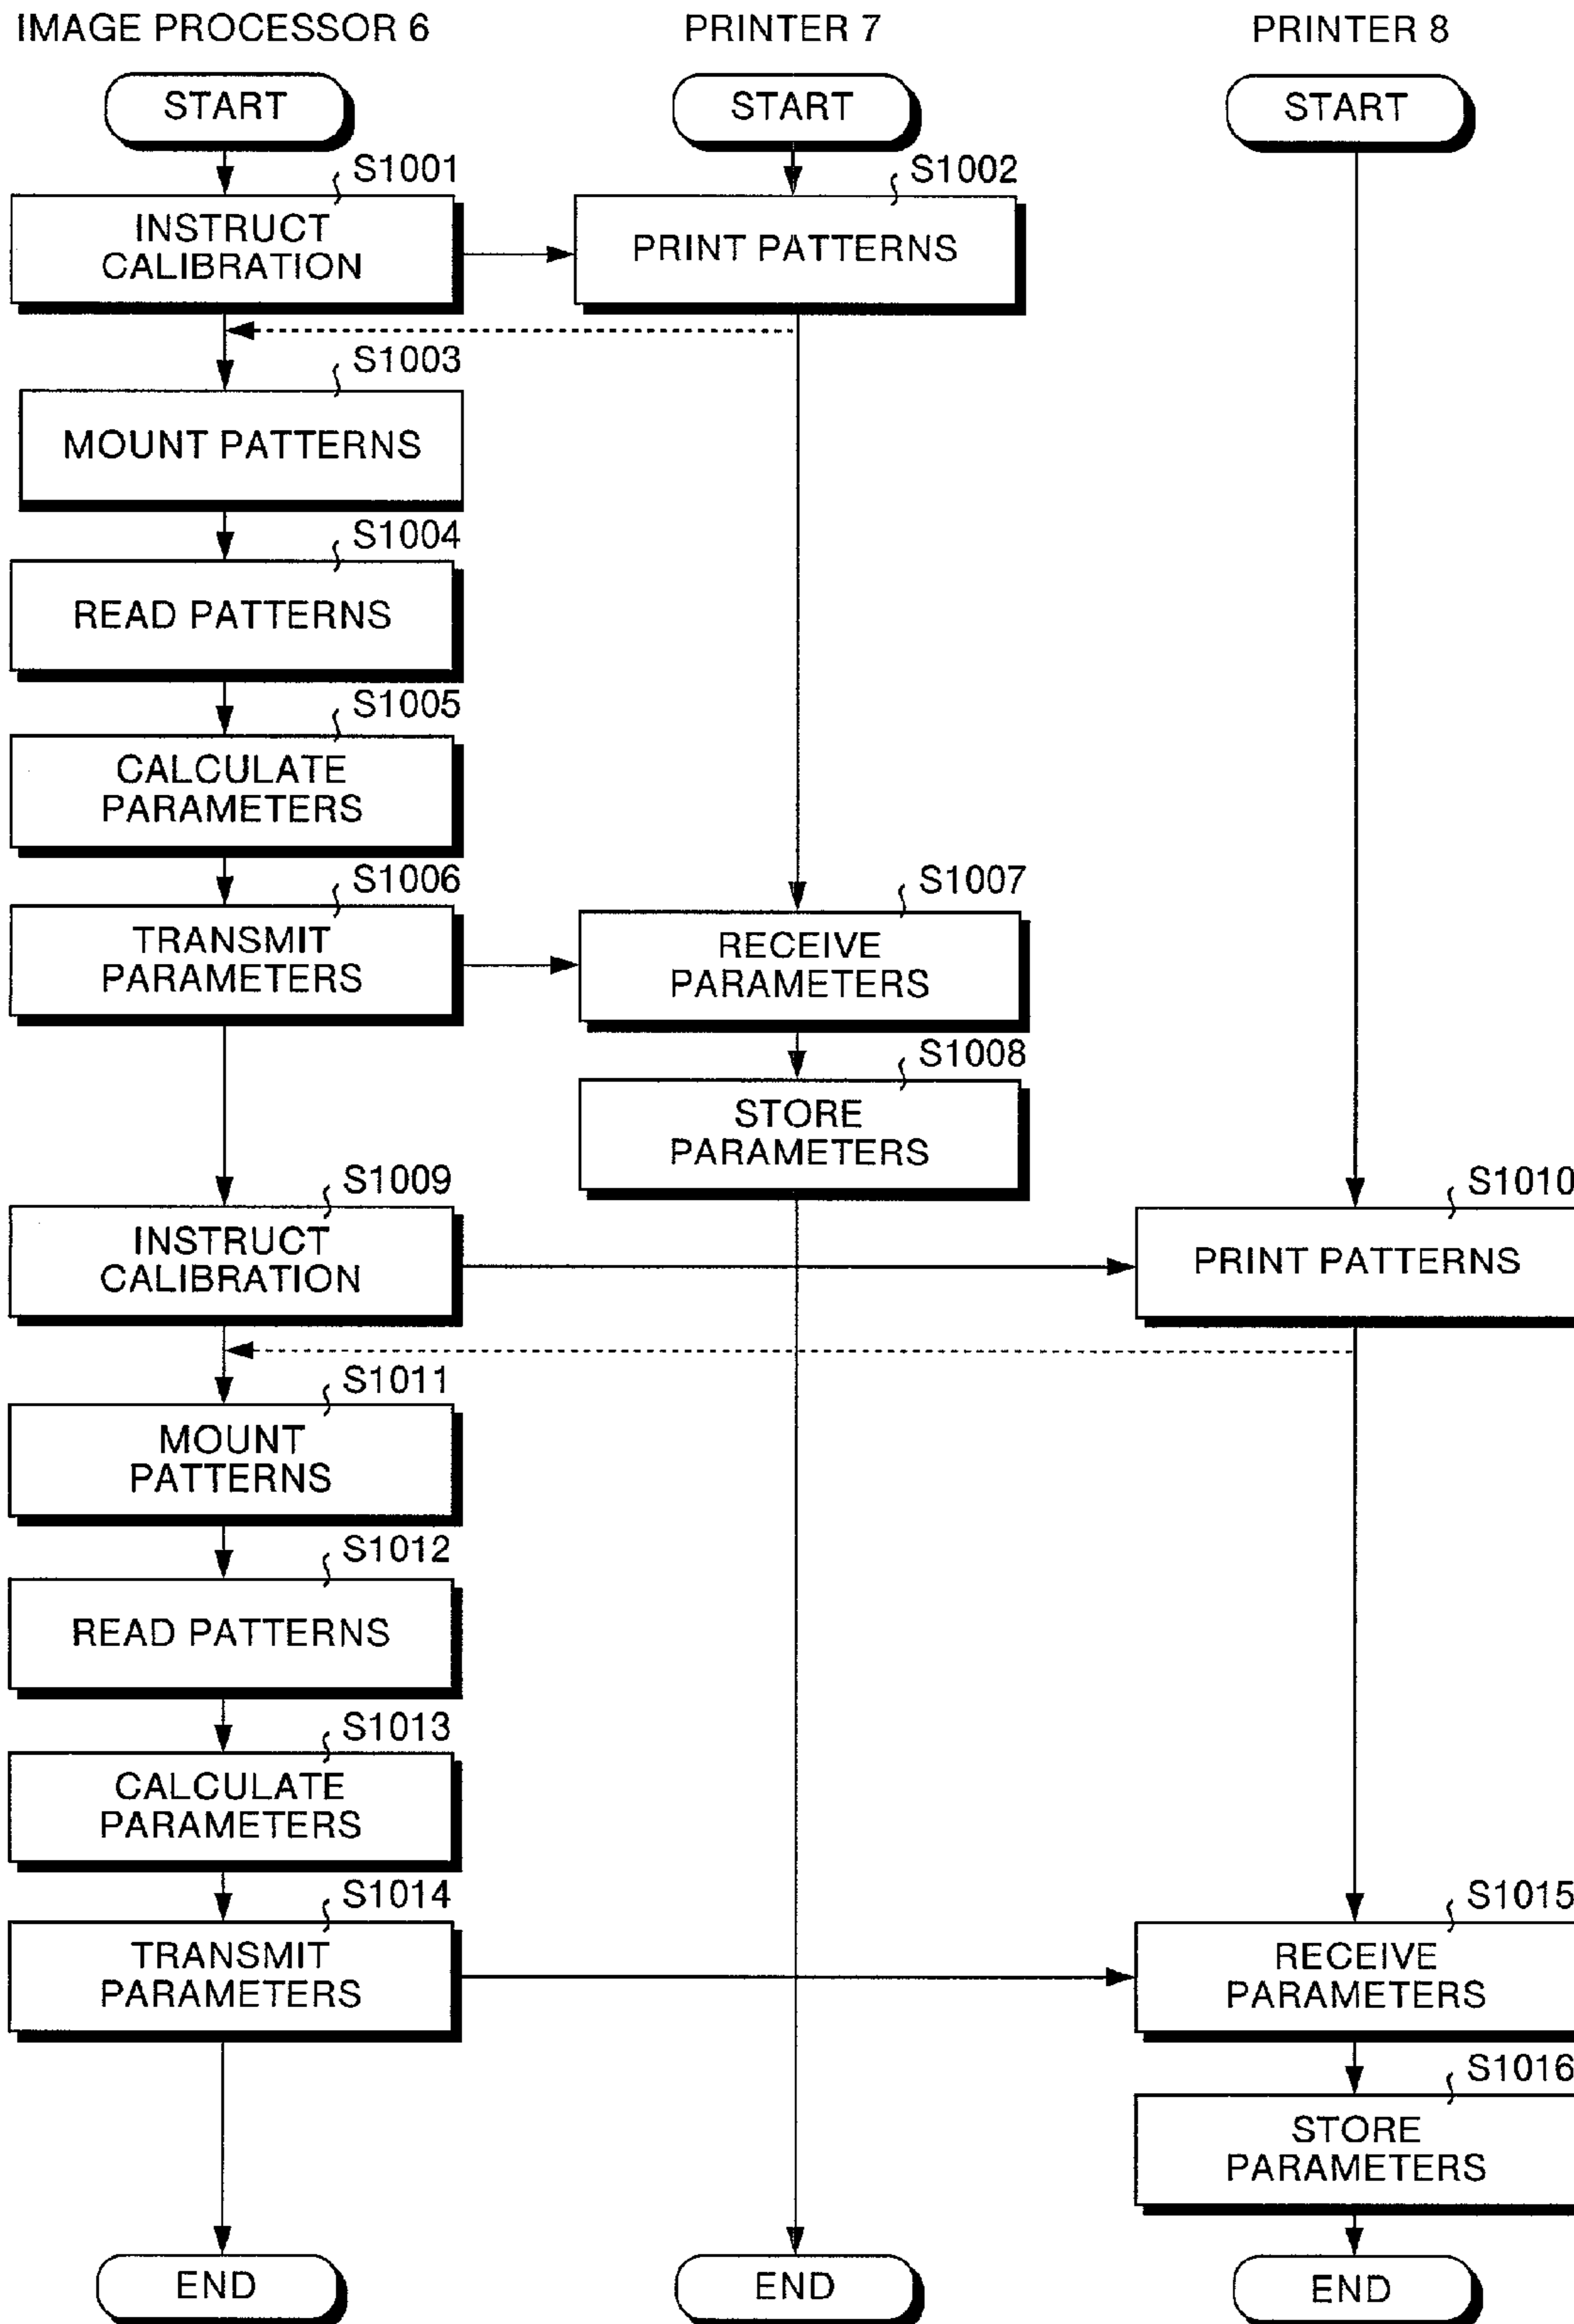 IMAGE PROCESSOR 6
PRINTER 7
PRINTER 8
START
START
START
S1001
S1002
INSTRUCT
CALIBRATION
PRINT PATTERNS
S1003
MOUNT PATTERNS
S1004
READ PATTERNS
S1005
CALCULATE
PARAMETERS
S1006
S1007
TRANSMIT
PARAMETERS
RECEIVE
PARAMETERS
S1008
STORE
PARAMETERS
S1009
S1010
INSTRUCT
CALIBRATION
PRINT PATTERNS
S1011
MOUNT
PATTERNS
S1012
READ PATTERNS
S1013
CALCULATE
PARAMETERS
S1014
S1015
TRANSMIT
PARAMETERS
RECEIVE
PARAMETERS
S1016
STORE
PARAMETERS
END
END
END